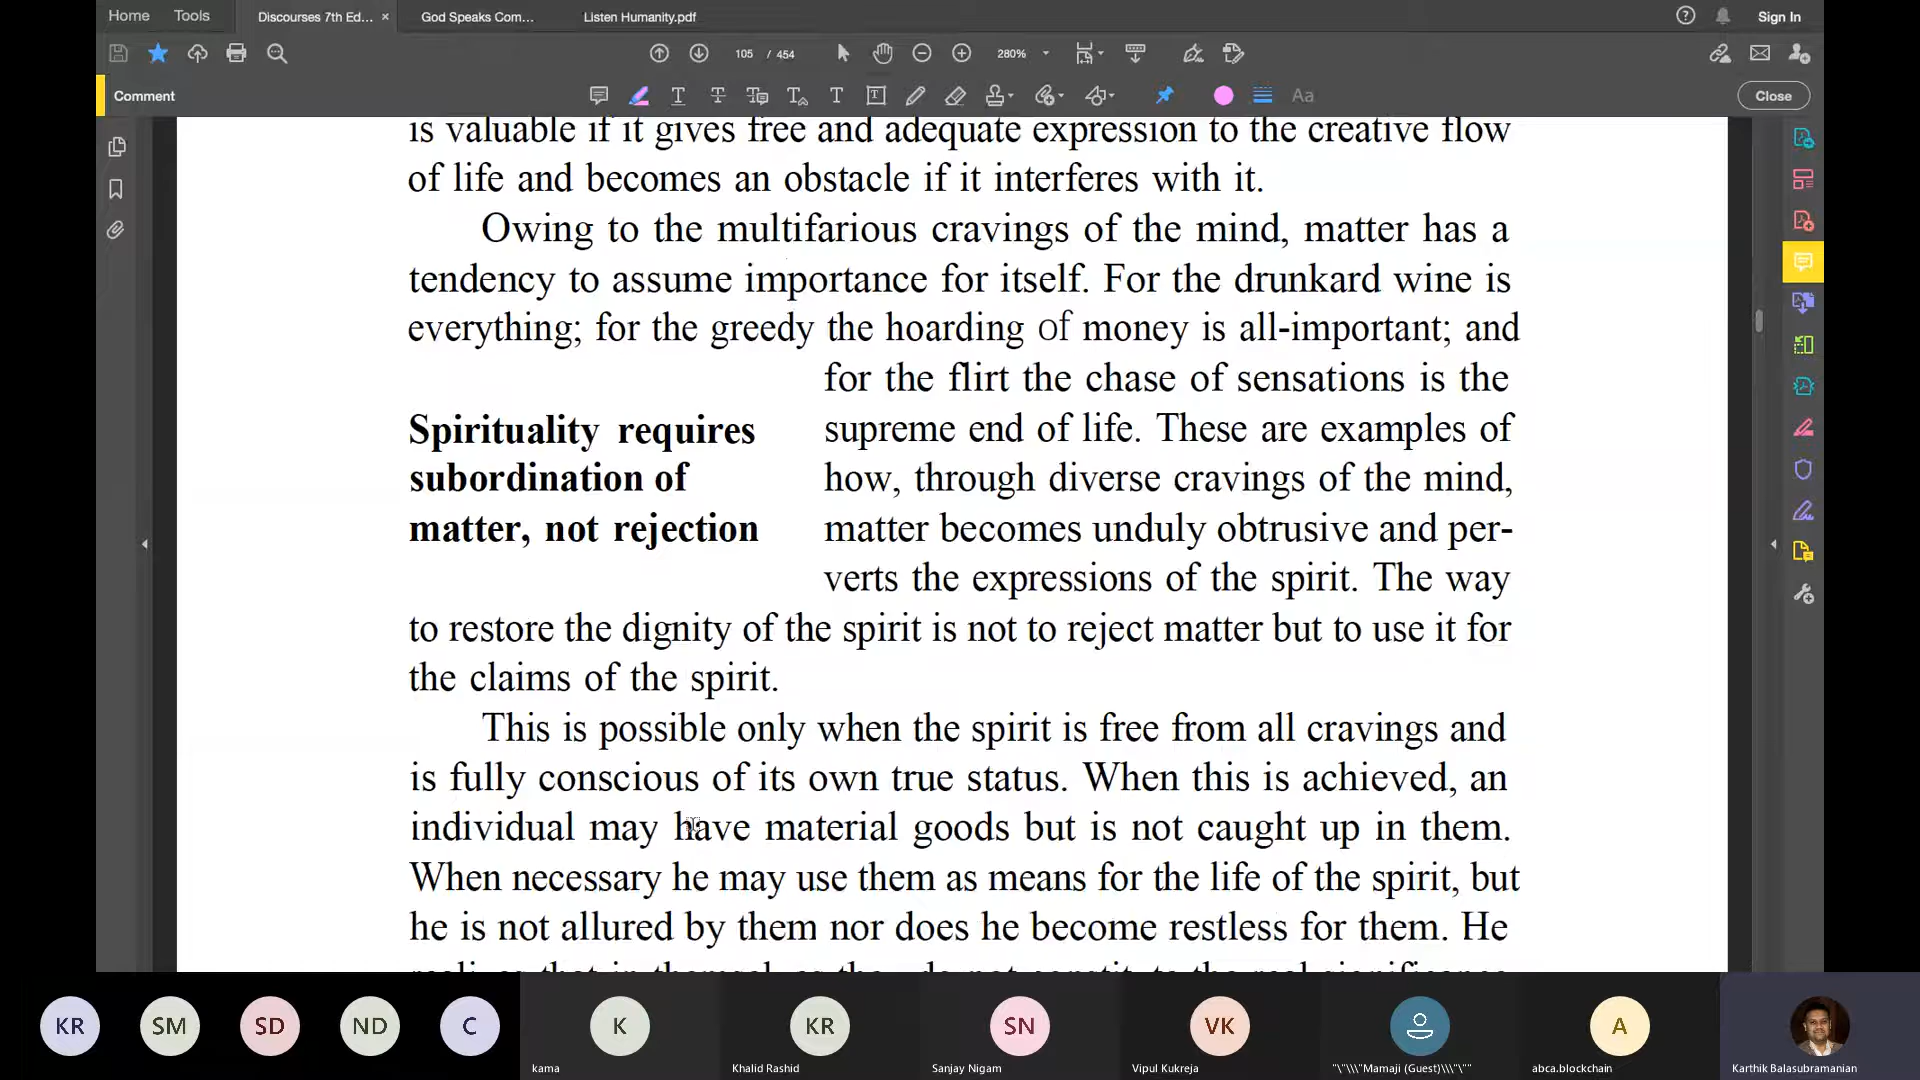 Home Tools Discourses 7th Ed... × God Speaks Com... Listen Humanity.pdf Sign In
105 / 454 280%
Comment Close
is valuable if it gives free and adequate expression to the creative flow
of life and becomes an obstacle if it interferes with it.
Owing to the multifarious cravings of the mind, matter has a
tendency to assume importance for itself. For the drunkard wine is
everything; for the greedy the hoarding of money is all-important; and
for the flirt the chase of sensations is the
Spirituality requires
subordination of
matter, not rejection
supreme end of life. These are examples of
how, through diverse cravings of the mind,
matter becomes unduly obtrusive and per-
verts the expressions of the spirit. The way
to restore the dignity of the spirit is not to reject matter but to use it for
the claims of the spirit.
This is possible only when the spirit is free from all cravings and
is fully conscious of its own true status. When this is achieved, an
individual may have material goods but is not caught up in them.
When necessary he may use them as means for the life of the spirit, but
he is not allured by them nor does he become restless for them. He
KR SM SD ND C K KR SN VK A
kama Khalid Rashid Sanjay Nigam Vipul Kukreja "\"\\\"Mamaji (Guest)\\\"\"" abca.blockchain Karthik Balasubramanian